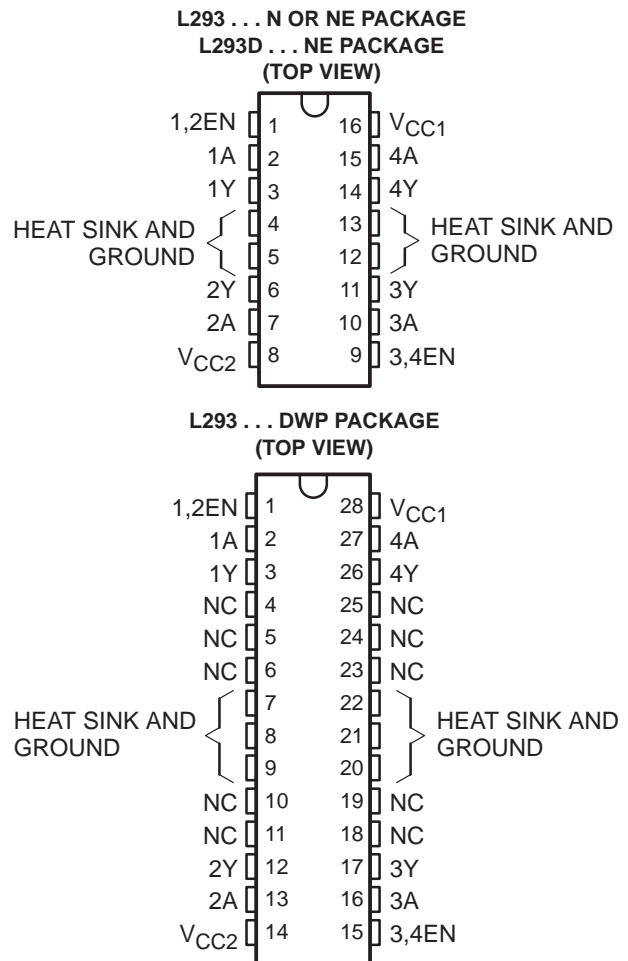 L293 . . . N OR NE PACKAGE
L293D . . . NE PACKAGE
(TOP VIEW)
1,2EN 1 16 VCC1
1A 2 15 4A
1Y 3 14 4Y
HEAT SINK AND GROUND 4 13 HEAT SINK AND GROUND
5 12
2Y 6 11 3Y
2A 7 10 3A
VCC2 8 9 3,4EN
L293 . . . DWP PACKAGE
(TOP VIEW)
1,2EN 1 28 VCC1
1A 2 27 4A
1Y 3 26 4Y
NC 4 25 NC
NC 5 24 NC
NC 6 23 NC
7 22
HEAT SINK AND GROUND 8 21 HEAT SINK AND GROUND
9 20
NC 10 19 NC
NC 11 18 NC
2Y 12 17 3Y
2A 13 16 3A
VCC2 14 15 3,4EN